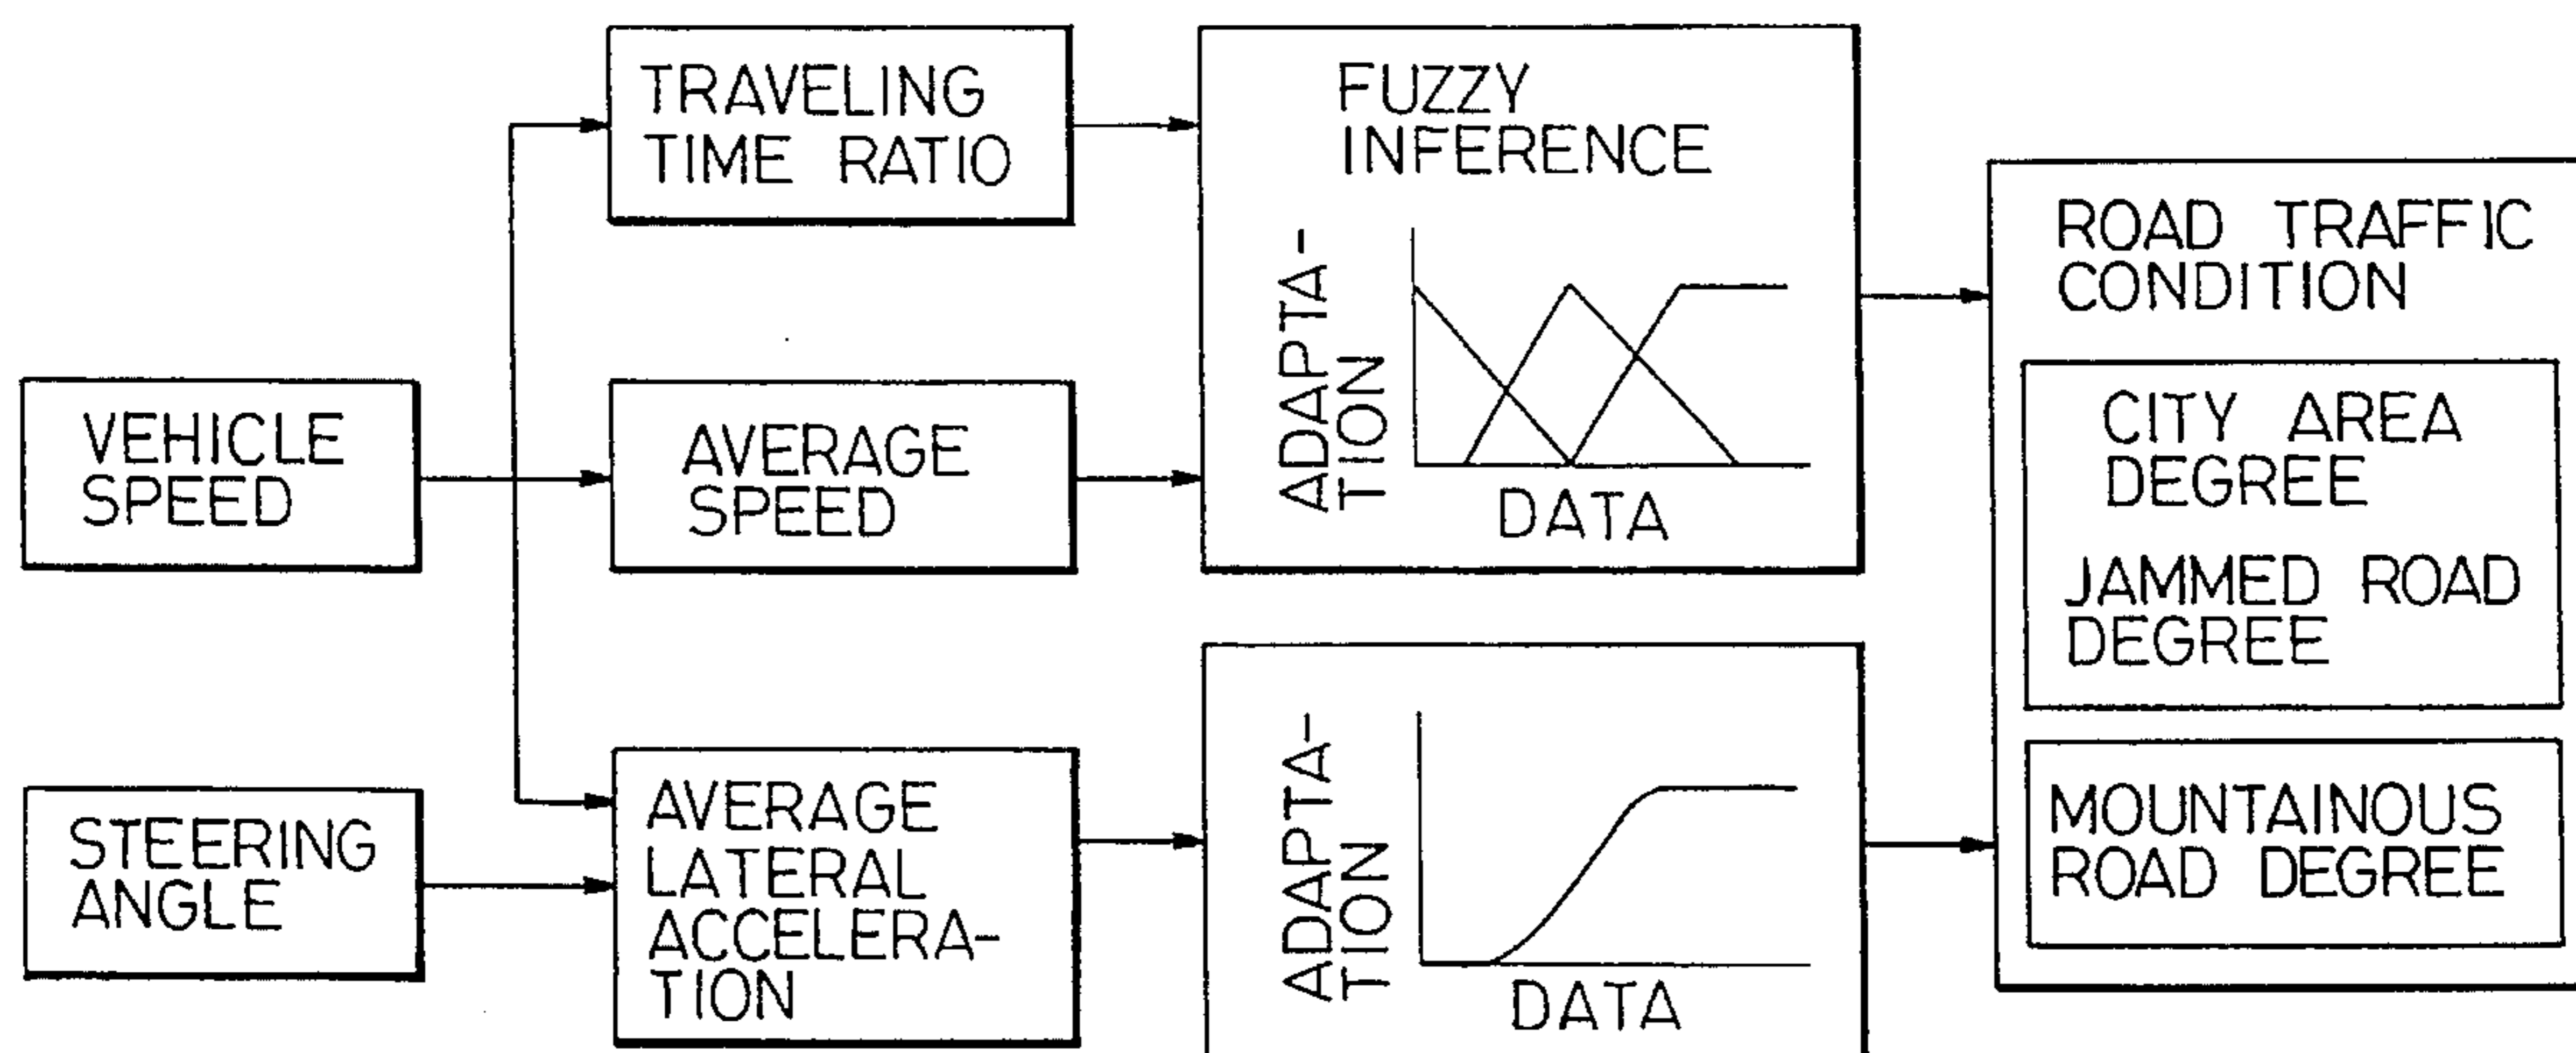 VEHICLE
SPEED
STEERING
ANGLE
TRAVELING
TIME RATIO
AVERAGE
SPEED
AVERAGE
LATERAL
ACCELERA-
TION
FUZZY
INFERENCE
ADAPTA-
TION
DATA
ADAPTA-
TION
DATA
ROAD TRAFFIC
CONDITION
CITY AREA
DEGREE
JAMMED ROAD
DEGREE
MOUNTAINOUS
ROAD DEGREE